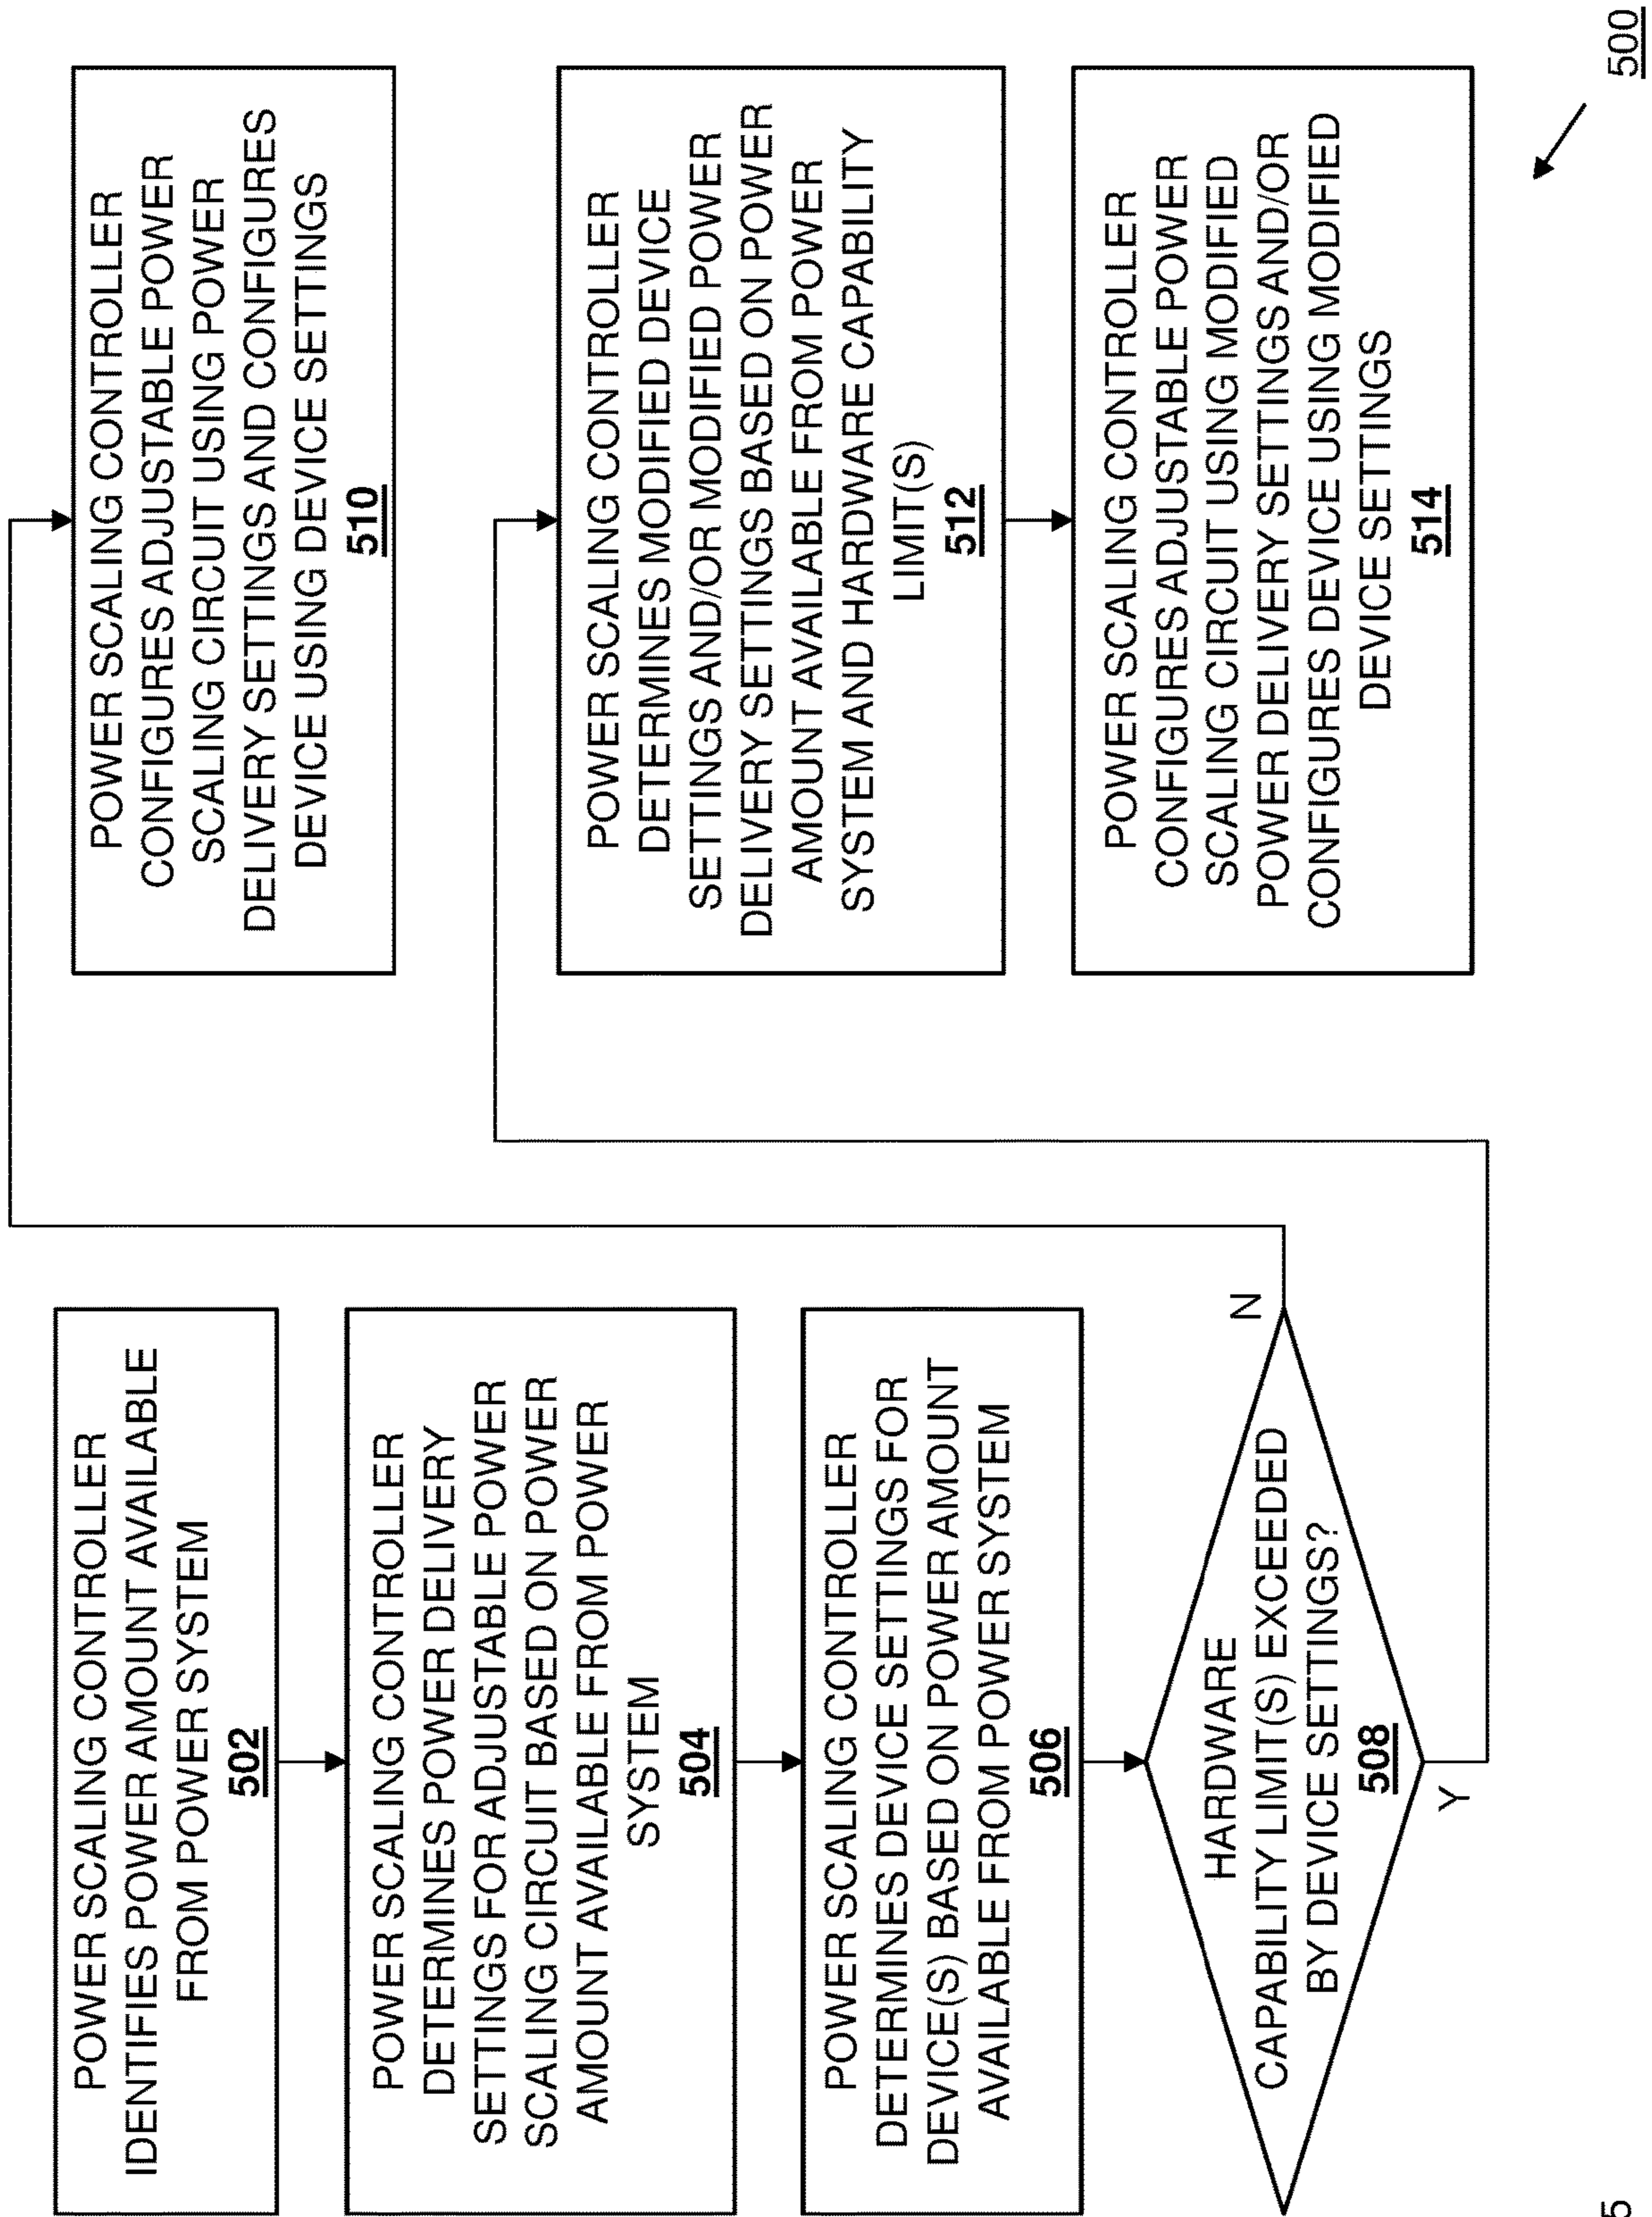 POWER SCALING CONTROLLER
IDENTIFIES POWER AMOUNT AVAILABLE
FROM POWER SYSTEM
502
POWER SCALING CONTROLLER
DETERMINES POWER DELIVERY
SETTINGS FOR ADJUSTABLE POWER
SCALING CIRCUIT BASED ON POWER
AMOUNT AVAILABLE FROM POWER
SYSTEM
504
POWER SCALING CONTROLLER
DETERMINES DEVICE SETTINGS FOR
DEVICE(S) BASED ON POWER AMOUNT
AVAILABLE FROM POWER SYSTEM
506
HARDWARE
CAPABILITY LIMIT(S) EXCEEDED
BY DEVICE SETTINGS?
508
N
Y
POWER SCALING CONTROLLER
CONFIGURES ADJUSTABLE POWER
SCALING CIRCUIT USING POWER
DELIVERY SETTINGS AND CONFIGURES
DEVICE USING DEVICE SETTINGS
510
POWER SCALING CONTROLLER
DETERMINES MODIFIED DEVICE
SETTINGS AND/OR MODIFIED POWER
DELIVERY SETTINGS BASED ON POWER
AMOUNT AVAILABLE FROM POWER
SYSTEM AND HARDWARE CAPABILITY
LIMIT(S)
512
POWER SCALING CONTROLLER
CONFIGURES ADJUSTABLE POWER
SCALING CIRCUIT USING MODIFIED
POWER DELIVERY SETTINGS AND/OR
CONFIGURES DEVICE USING MODIFIED
DEVICE SETTINGS
514
500
5